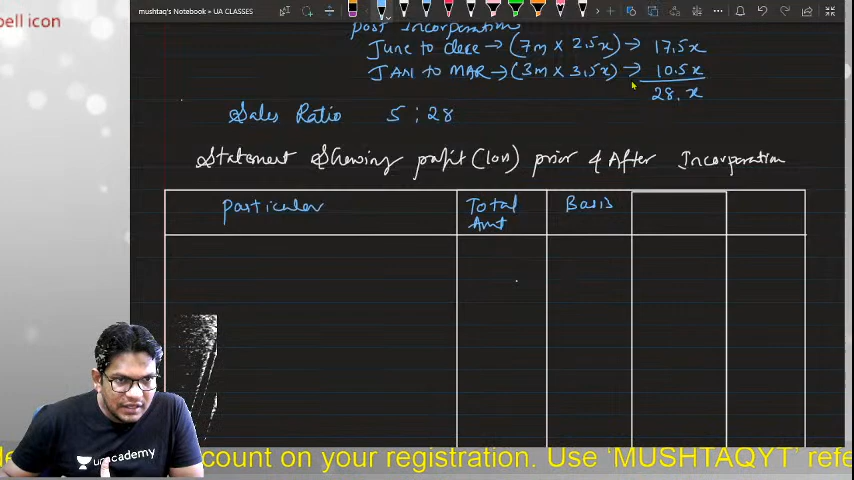 bell icon
mushtaq's Notebook » UA CLASSES
post Incorporation
June to Dece → (7m x 2.5x) → 17.5x
JAN to MAR → (3m x 3.5x) → 10.5x
28. x
Sales Ratio 5 : 28
Statement Showing profit (loss) prior & After Incorporation
Particular Total Amt Basis
unacademy
count on your registration. Use 'MUSHTAQYT' refe